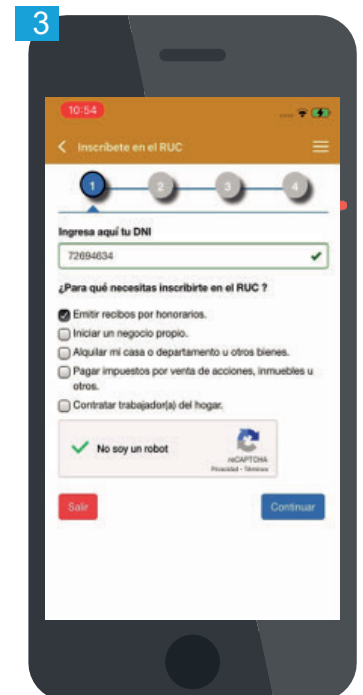 3
10:54
Inscríbete en el RUC
1 2 3 4
Ingresa aquí tu DNI
72694634
¿Para qué necesitas inscribirte en el RUC ?
Emitir recibos por honorarios.
Iniciar un negocio propio.
Alquilar mi casa o departamento u otros bienes.
Pagar impuestos por venta de acciones, inmuebles u
otros.
Contratar trabajador(a) del hogar.
No soy un robot
reCAPTCHA
Privacidad - Términos
Salir
Continuar